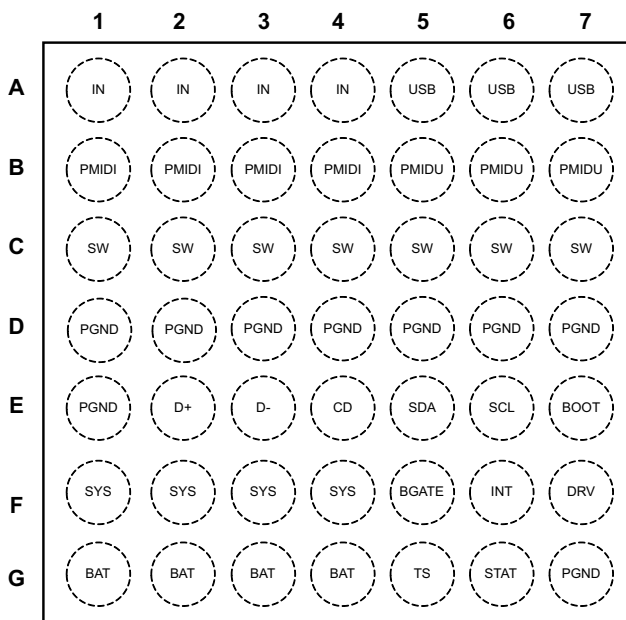 1 2 3 4 5 6 7
A IN IN IN IN USB USB USB
B PMIDI PMIDI PMIDI PMIDI PMIDU PMIDU PMIDU
C SW SW SW SW SW SW SW
D PGND PGND PGND PGND PGND PGND PGND
E PGND D+ D- CD SDA SCL BOOT
F SYS SYS SYS SYS BGATE INT DRV
G BAT BAT BAT BAT TS STAT PGND